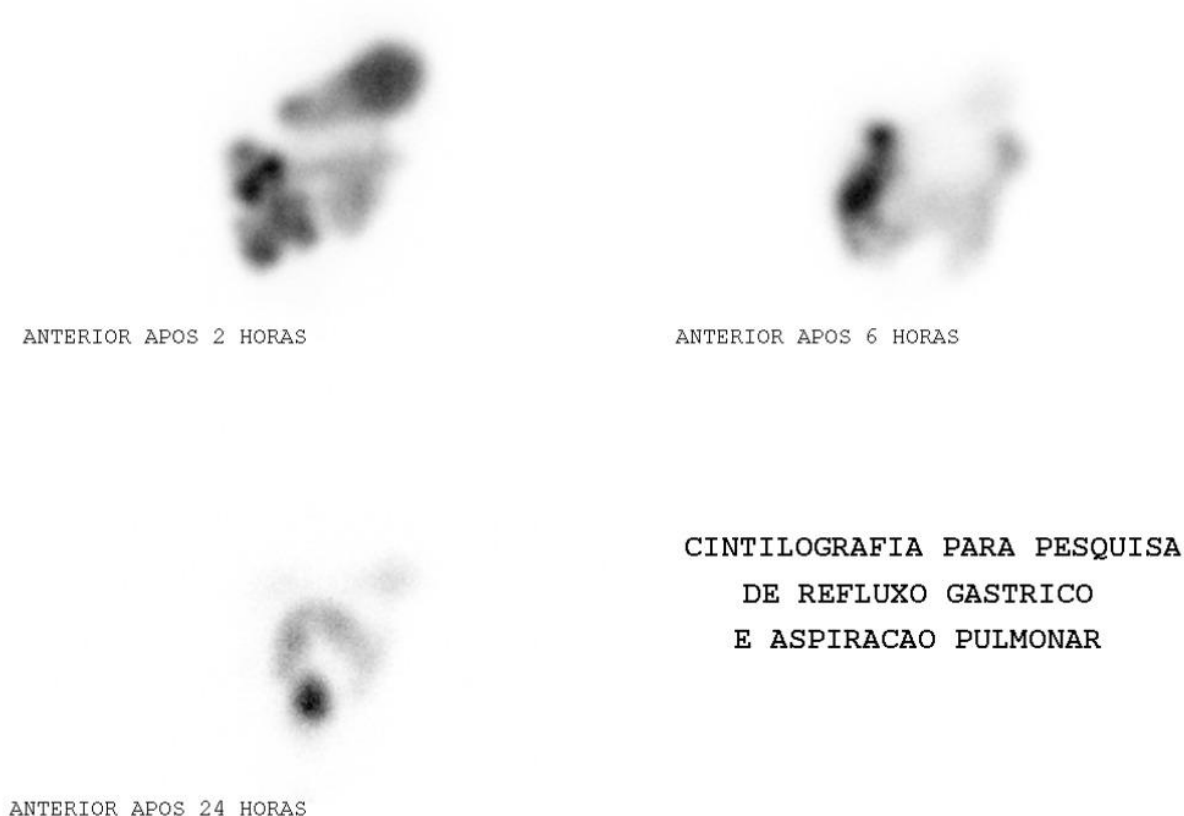 ANTERIOR APOS 2 HORAS
ANTERIOR APOS 6 HORAS
CINTILOGRAFIA PARA PESQUISA
DE REFLUXO GASTRICO
E ASPIRACAO PULMONAR
ANTERIOR APOS 24 HORAS